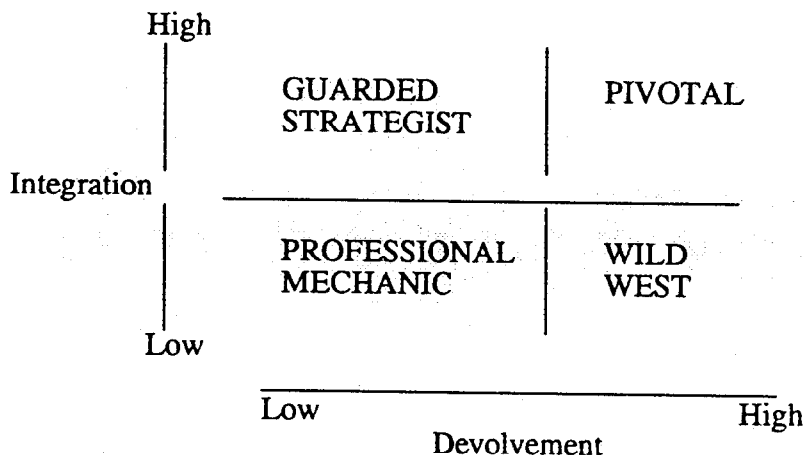 High
GUARDED
STRATEGIST
PIVOTAL
Integration
PROFESSIONAL
MECHANIC
WILD
WEST
Low
Low
High
Devolvement